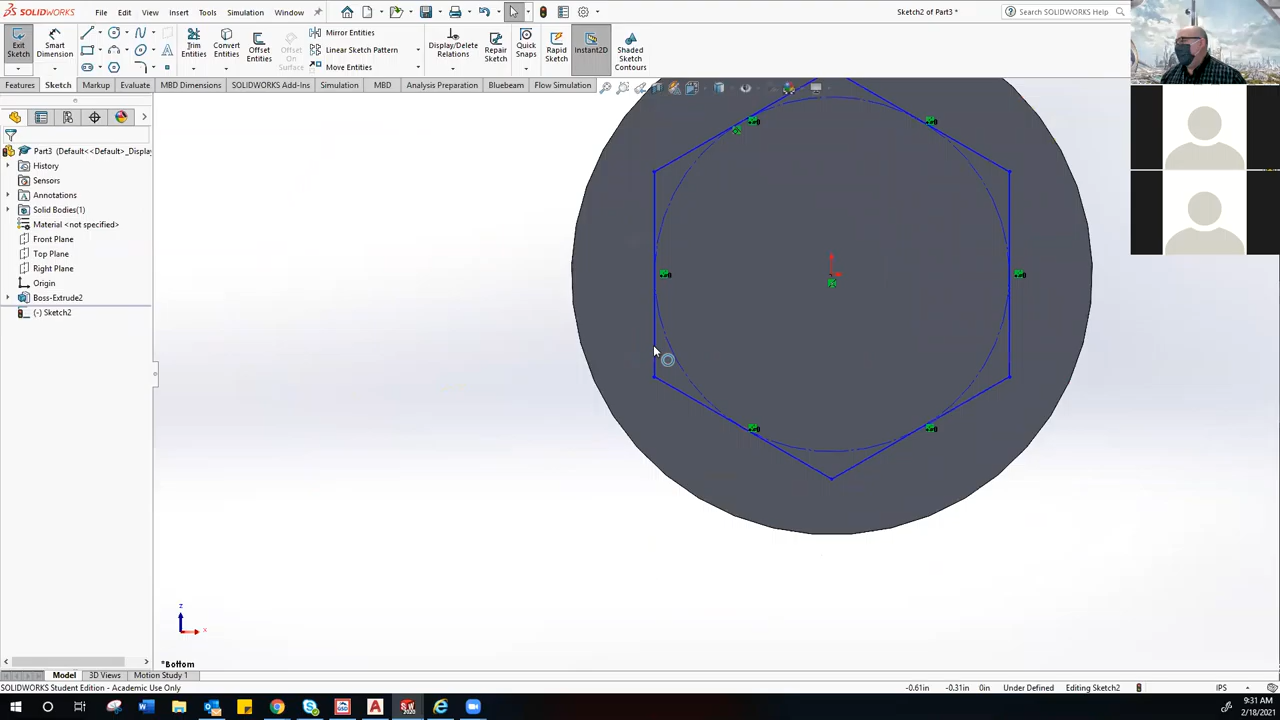 SOLIDWORKS File Edit View Insert Tools Simulation Window Sketch2 of Part3 * Search SOLIDWORKS Help
Exit Sketch Smart Dimension Trim Entities Convert Entities Offset Entities Offset On Surface Mirror Entities Linear Sketch Pattern Move Entities Display/Delete Relations Repair Sketch Quick Snaps Rapid Sketch Instant2D Shaded Sketch Contours
Features Sketch Markup Evaluate MBD Dimensions SOLIDWORKS Add-Ins Simulation MBD Analysis Preparation Bluebeam Flow Simulation
Part3 (Default<<Default>_Display
History
Sensors
Annotations
Solid Bodies(1)
Material <not specified>
Front Plane
Top Plane
Right Plane
Origin
Boss-Extrude2
(-) Sketch2
z
x
*Bottom
Model 3D Views Motion Study 1
SOLIDWORKS Student Edition - Academic Use Only -0.61in -0.31in 0in Under Defined Editing Sketch2 IPS
9:31 AM
2/18/2021